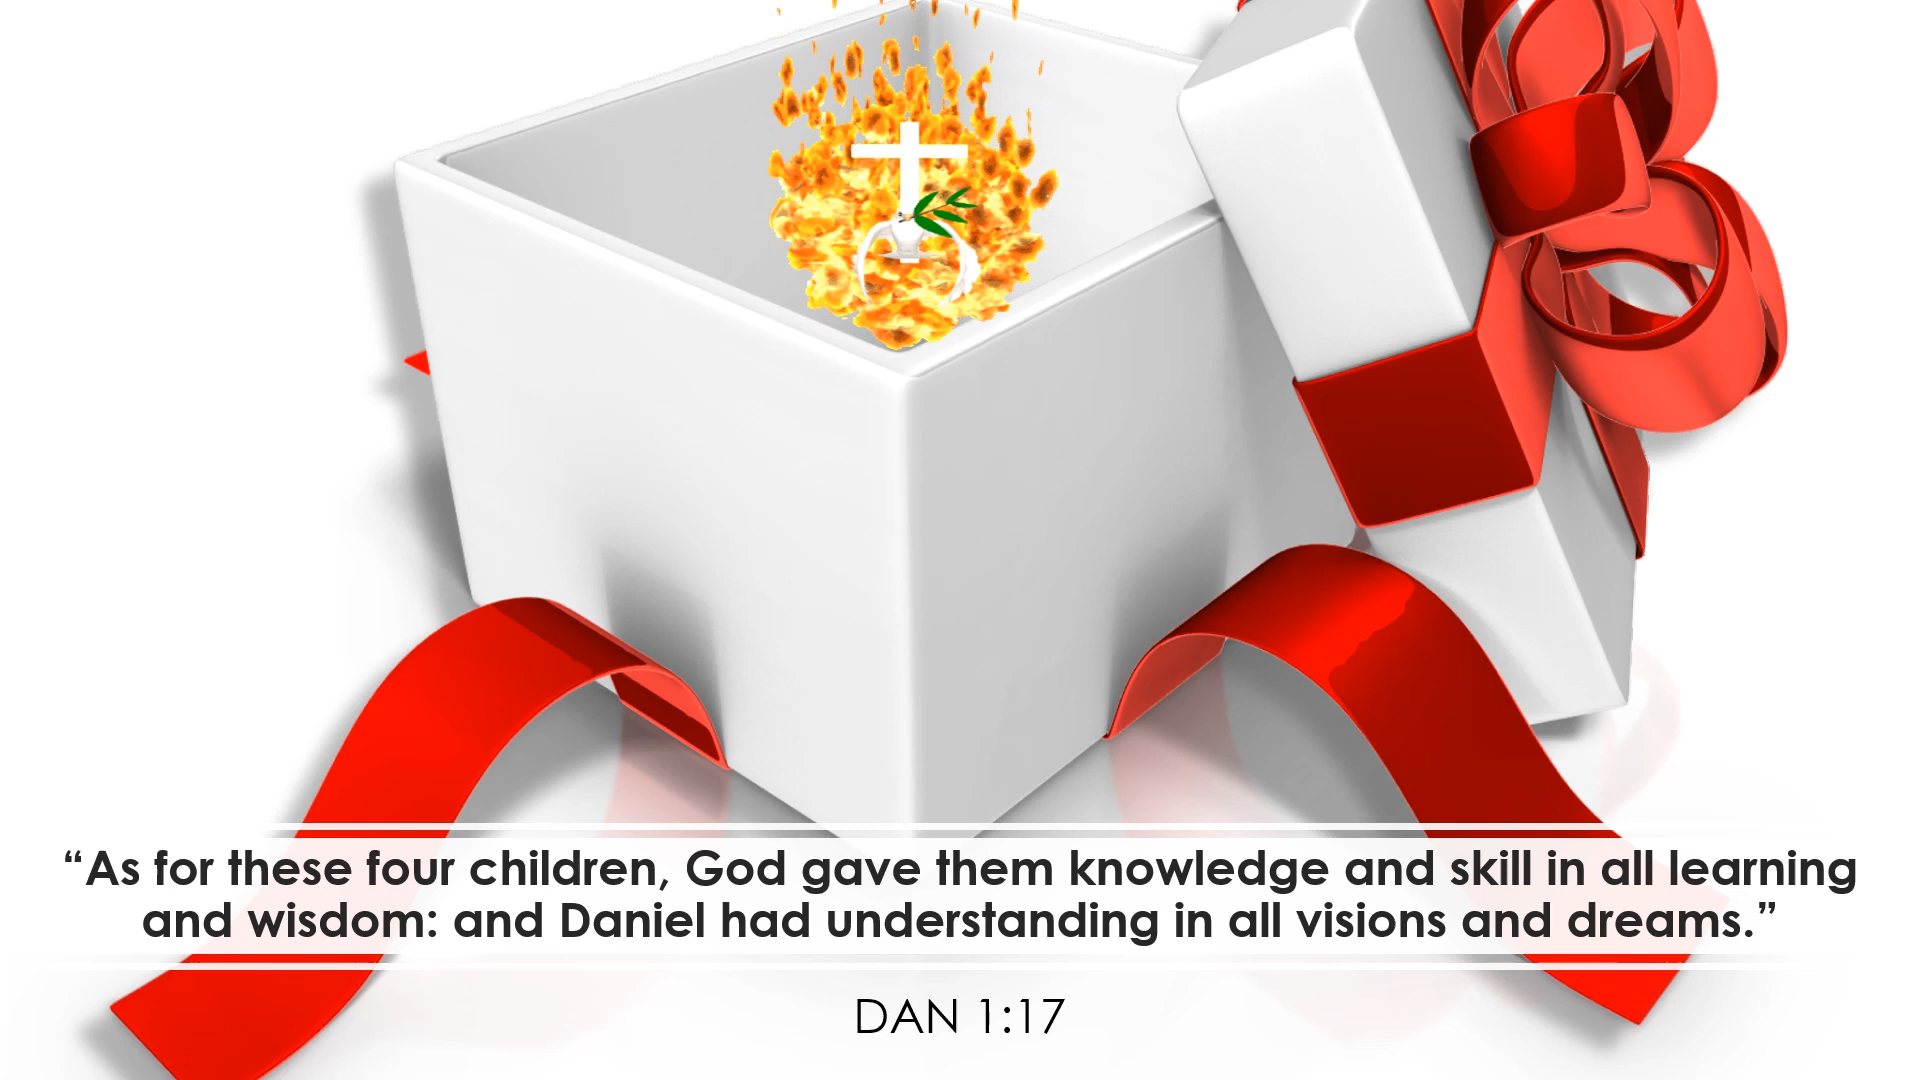 “As for these four children, God gave them knowledge and skill in all learning
and wisdom: and Daniel had understanding in all visions and dreams.”
DAN 1:17